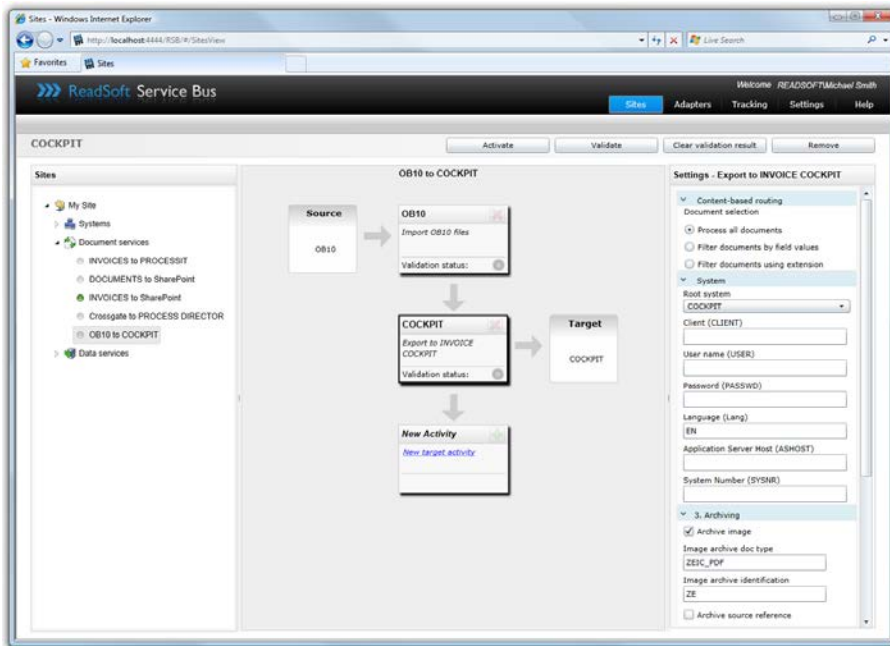 Sites - Windows Internet Explorer
http://localhost:4444/RSB/#/SitesView
Live Search
Favorites
Sites
ReadSoft Service Bus
Welcome READSOFT\Michael Smith
Sites Adapters Tracking Settings Help
COCKPIT
Activate Validate Clear validation result Remove
Sites
My Site
Systems
Document services
INVOICES to PROCESSIT
DOCUMENTS to SharePoint
INVOICES to SharePoint
Crossgate to PROCESS DIRECTOR
OB10 to COCKPIT
Data services
OB10 to COCKPIT
Source
OB10
OB10
Import OB10 files
Validation status:
COCKPIT
Export to INVOICE
COCKPIT
Validation status:
Target
COCKPIT
New Activity
New target activity
Settings - Export to INVOICE COCKPIT
Content-based routing
Document selection
Process all documents
Filter documents by field values
Filter documents using extension
System
Root system
COCKPIT
Client (CLIENT)
User name (USER)
Password (PASSWD)
Language (Lang)
EN
Application Server Host (ASHOST)
System Number (SYSNR)
3. Archiving
Archive image
Image archive doc type
ZEIC_PDF
Image archive identification
ZE
Archive source reference